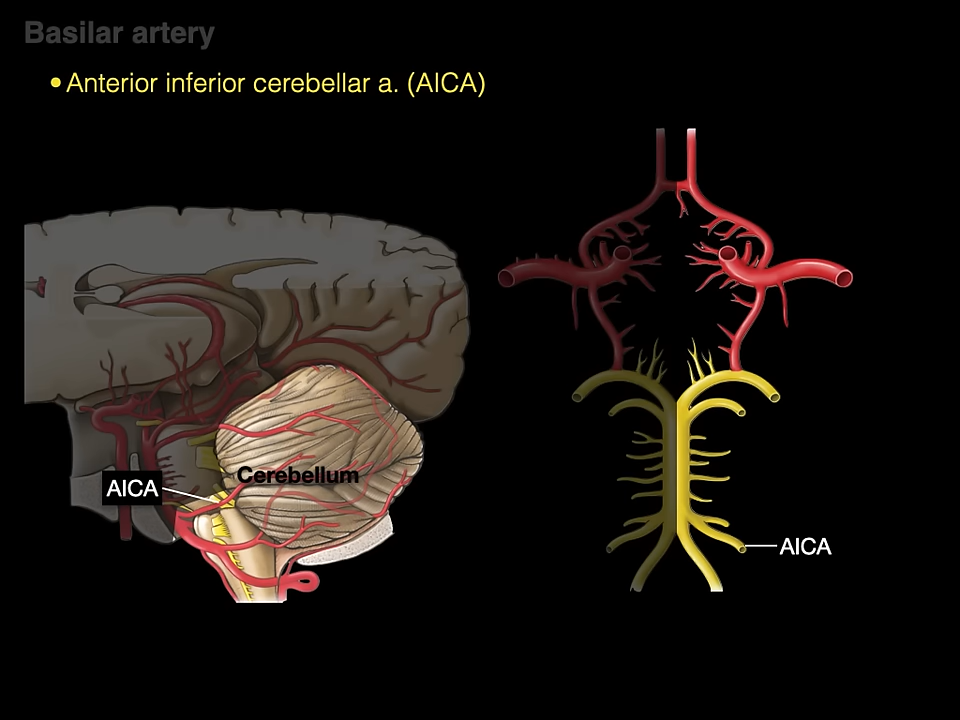 Basilar artery
• Anterior inferior cerebellar a. (AICA)
Cerebellum
AICA
AICA